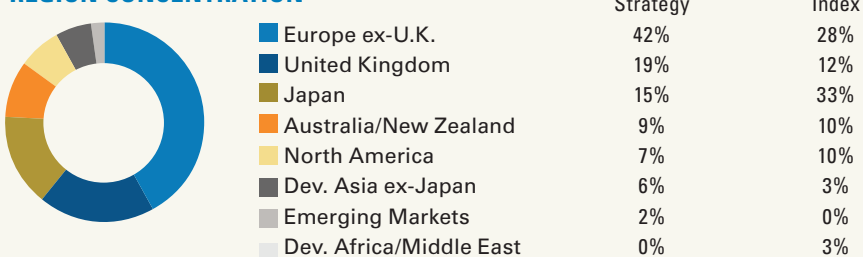 REGION CONCENTRATION
Strategy Index
Europe ex-U.K. 42% 28%
United Kingdom 19% 12%
Japan 15% 33%
Australia/New Zealand 9% 10%
North America 7% 10%
Dev. Asia ex-Japan 6% 3%
Emerging Markets 2% 0%
Dev. Africa/Middle East 0% 3%